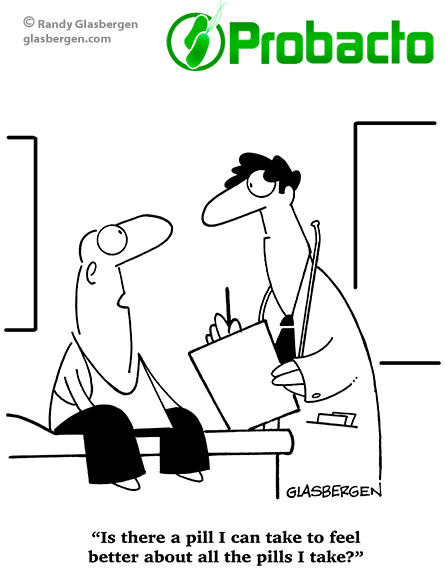 © Randy Glasbergen
glasbergen.com
Probacto
GLASBERGEN
“Is there a pill I can take to feel
better about all the pills I take?”